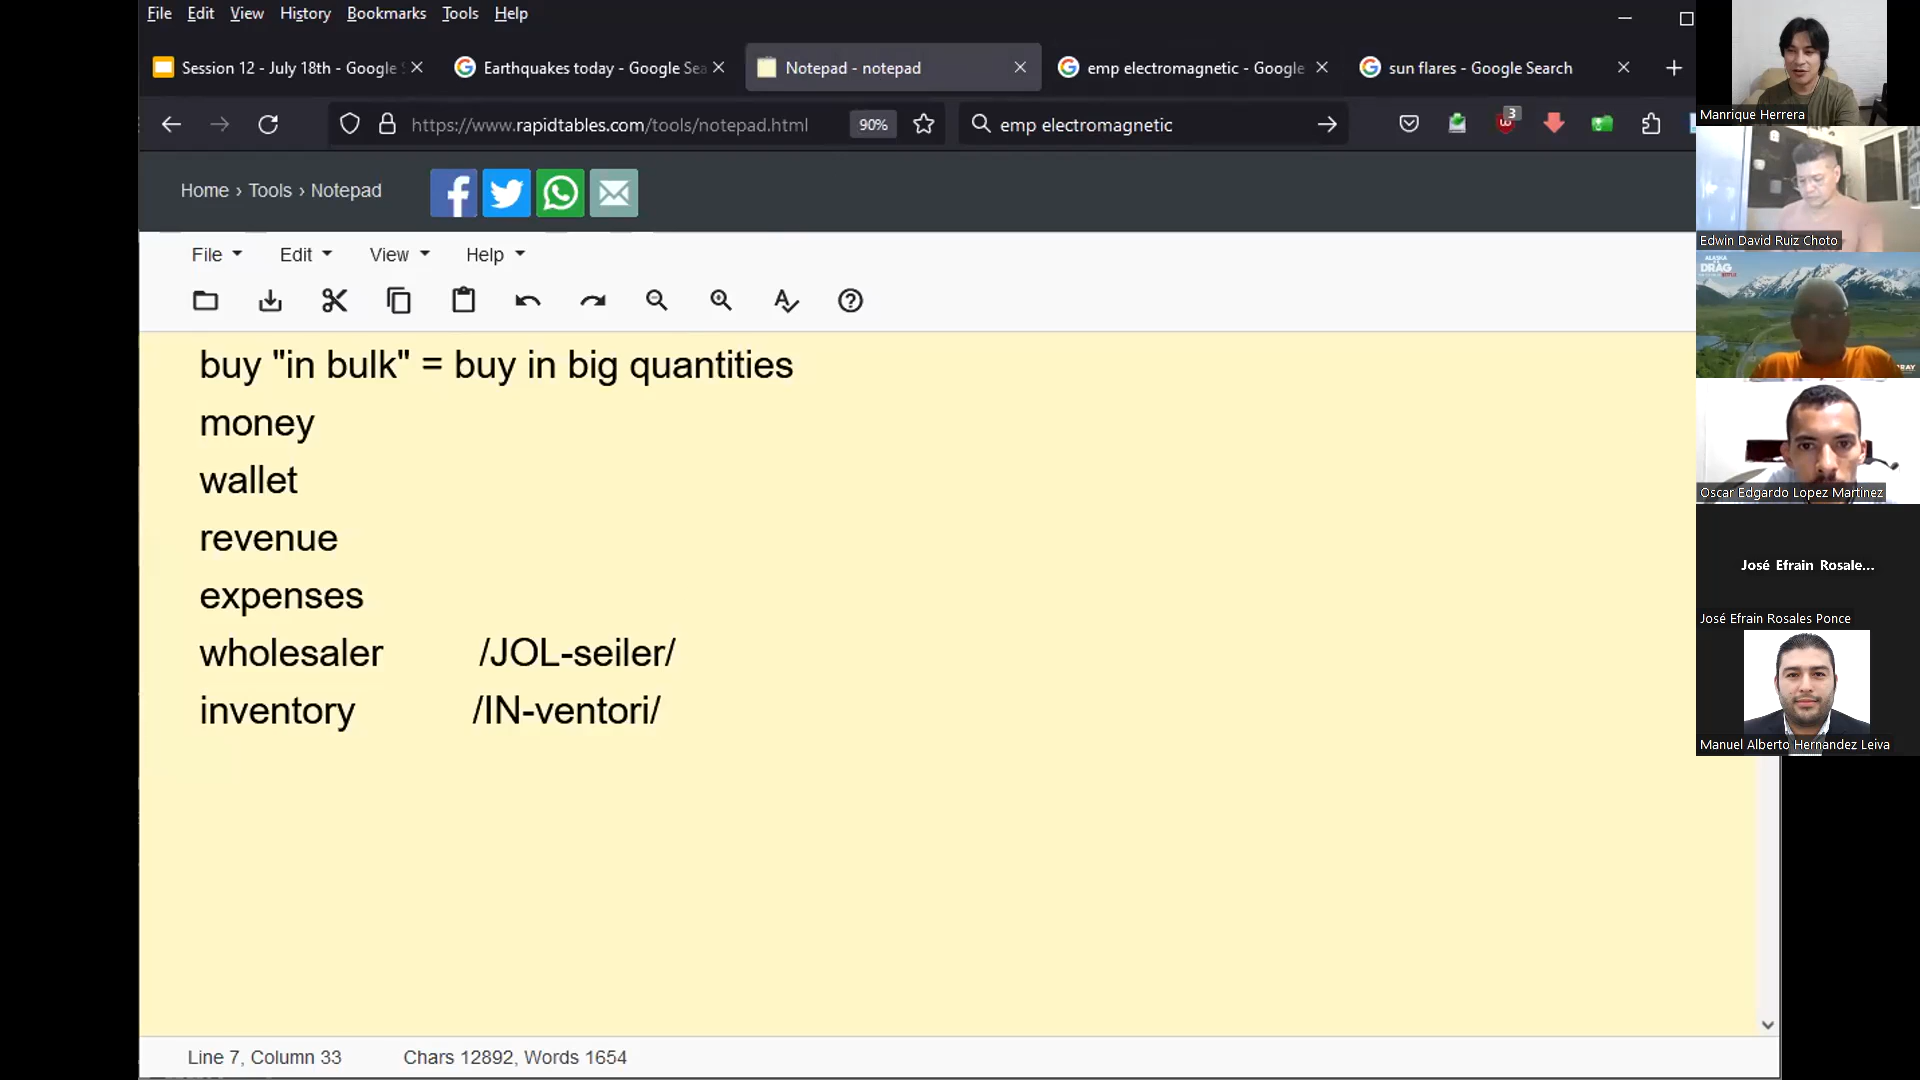 File Edit View History Bookmarks Tools Help
Session 12 - July 18th - Google S
Earthquakes today - Google Sea
Notepad - notepad
emp electromagnetic - Google
sun flares - Google Search
https://www.rapidtables.com/tools/notepad.html
90%
emp electromagnetic
3
Home › Tools › Notepad
File Edit View Help
buy "in bulk" = buy in big quantities
money
wallet
revenue
expenses
wholesaler /JOL-seiler/
inventory /IN-ventori/
Line 7, Column 33 Chars 12892, Words 1654
Manrique Herrera
Edwin David Ruiz Choto
ALASKA
DRAG
Oscar Edgardo Lopez Martinez
José Efrain Rosale...
José Efrain Rosales Ponce
Manuel Alberto Hernandez Leiva